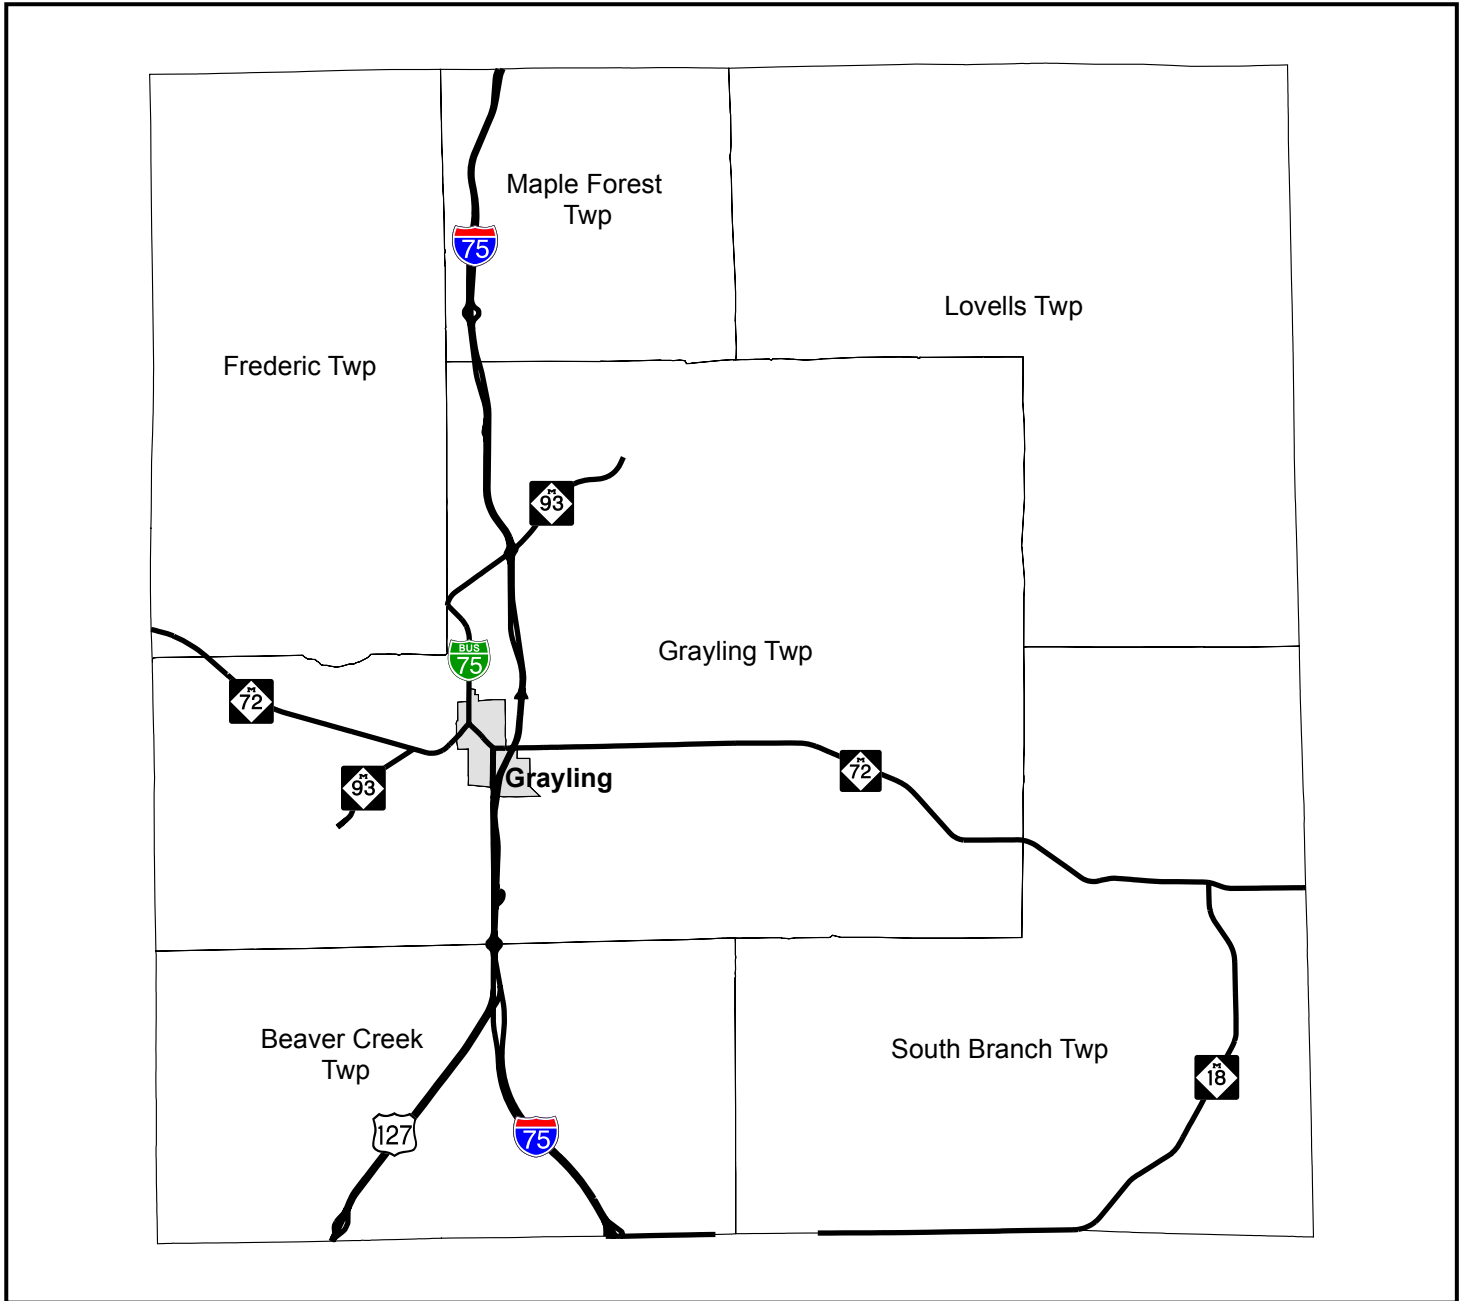 Maple Forest
Twp
75
Lovells Twp
Frederic Twp
M
93
BUS
75
Grayling Twp
M
72
M
93
Grayling
M
72
Beaver Creek
Twp
South Branch Twp
M
18
127
75